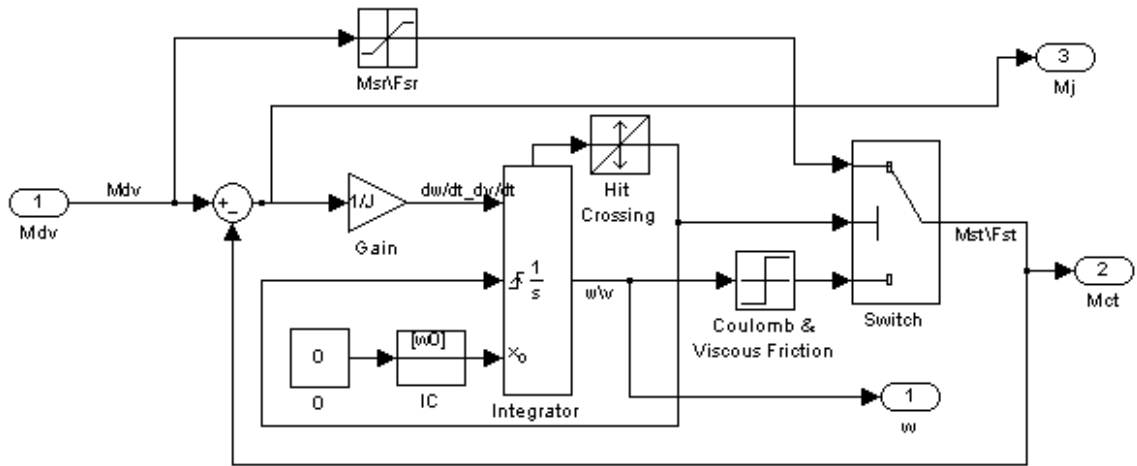 Msr\Fsr
3
Mj
Hit
Crossing
1
Mdv
Mdv
+
-
1/J
Gain
dw/dt_dv/dt
1
s
x0
Integrator
w\v
0
0
[w0]
IC
Coulomb &
Viscous Friction
Switch
Mst\Fst
2
Mct
1
w